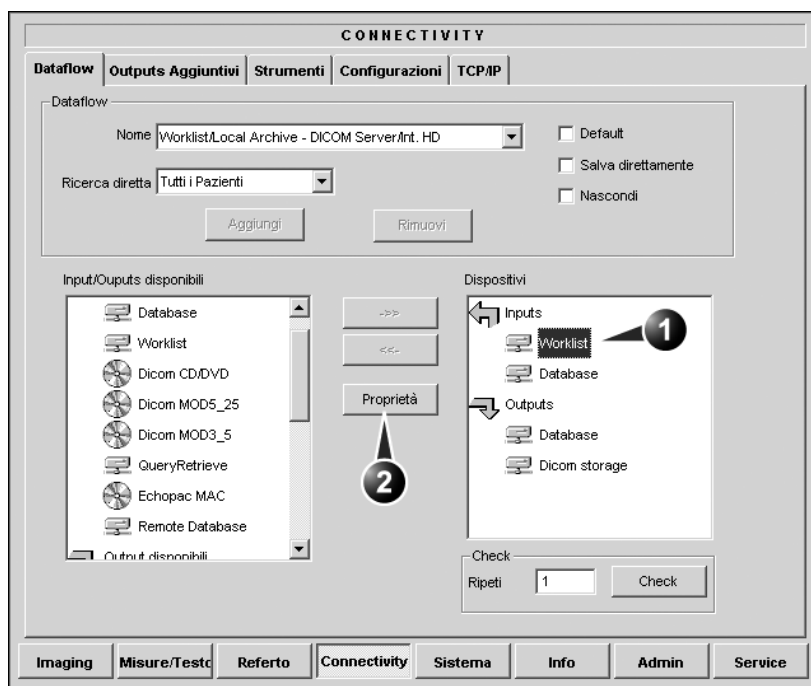 CONNECTIVITY
Dataflow Outputs Aggiuntivi Strumenti Configurazioni TCP/IP
Dataflow
Nome Worklist/Local Archive - DICOM Server/Int. HD
Default
Ricerca diretta Tutti i Pazienti
Salva direttamente
Nascondi
Aggiungi Rimuovi
Input/Ouputs disponibili
Database
Worklist
Dicom CD/DVD
Dicom MOD5_25
Dicom MOD3_5
QueryRetrieve
Echopac MAC
Remote Database
Output disponibili
->>
<<-
Proprietà
2
Dispositivi
Inputs
Worklist
1
Database
Outputs
Database
Dicom storage
Check
Ripeti 1 Check
Imaging Misure/Testo Referto Connectivity Sistema Info Admin Service